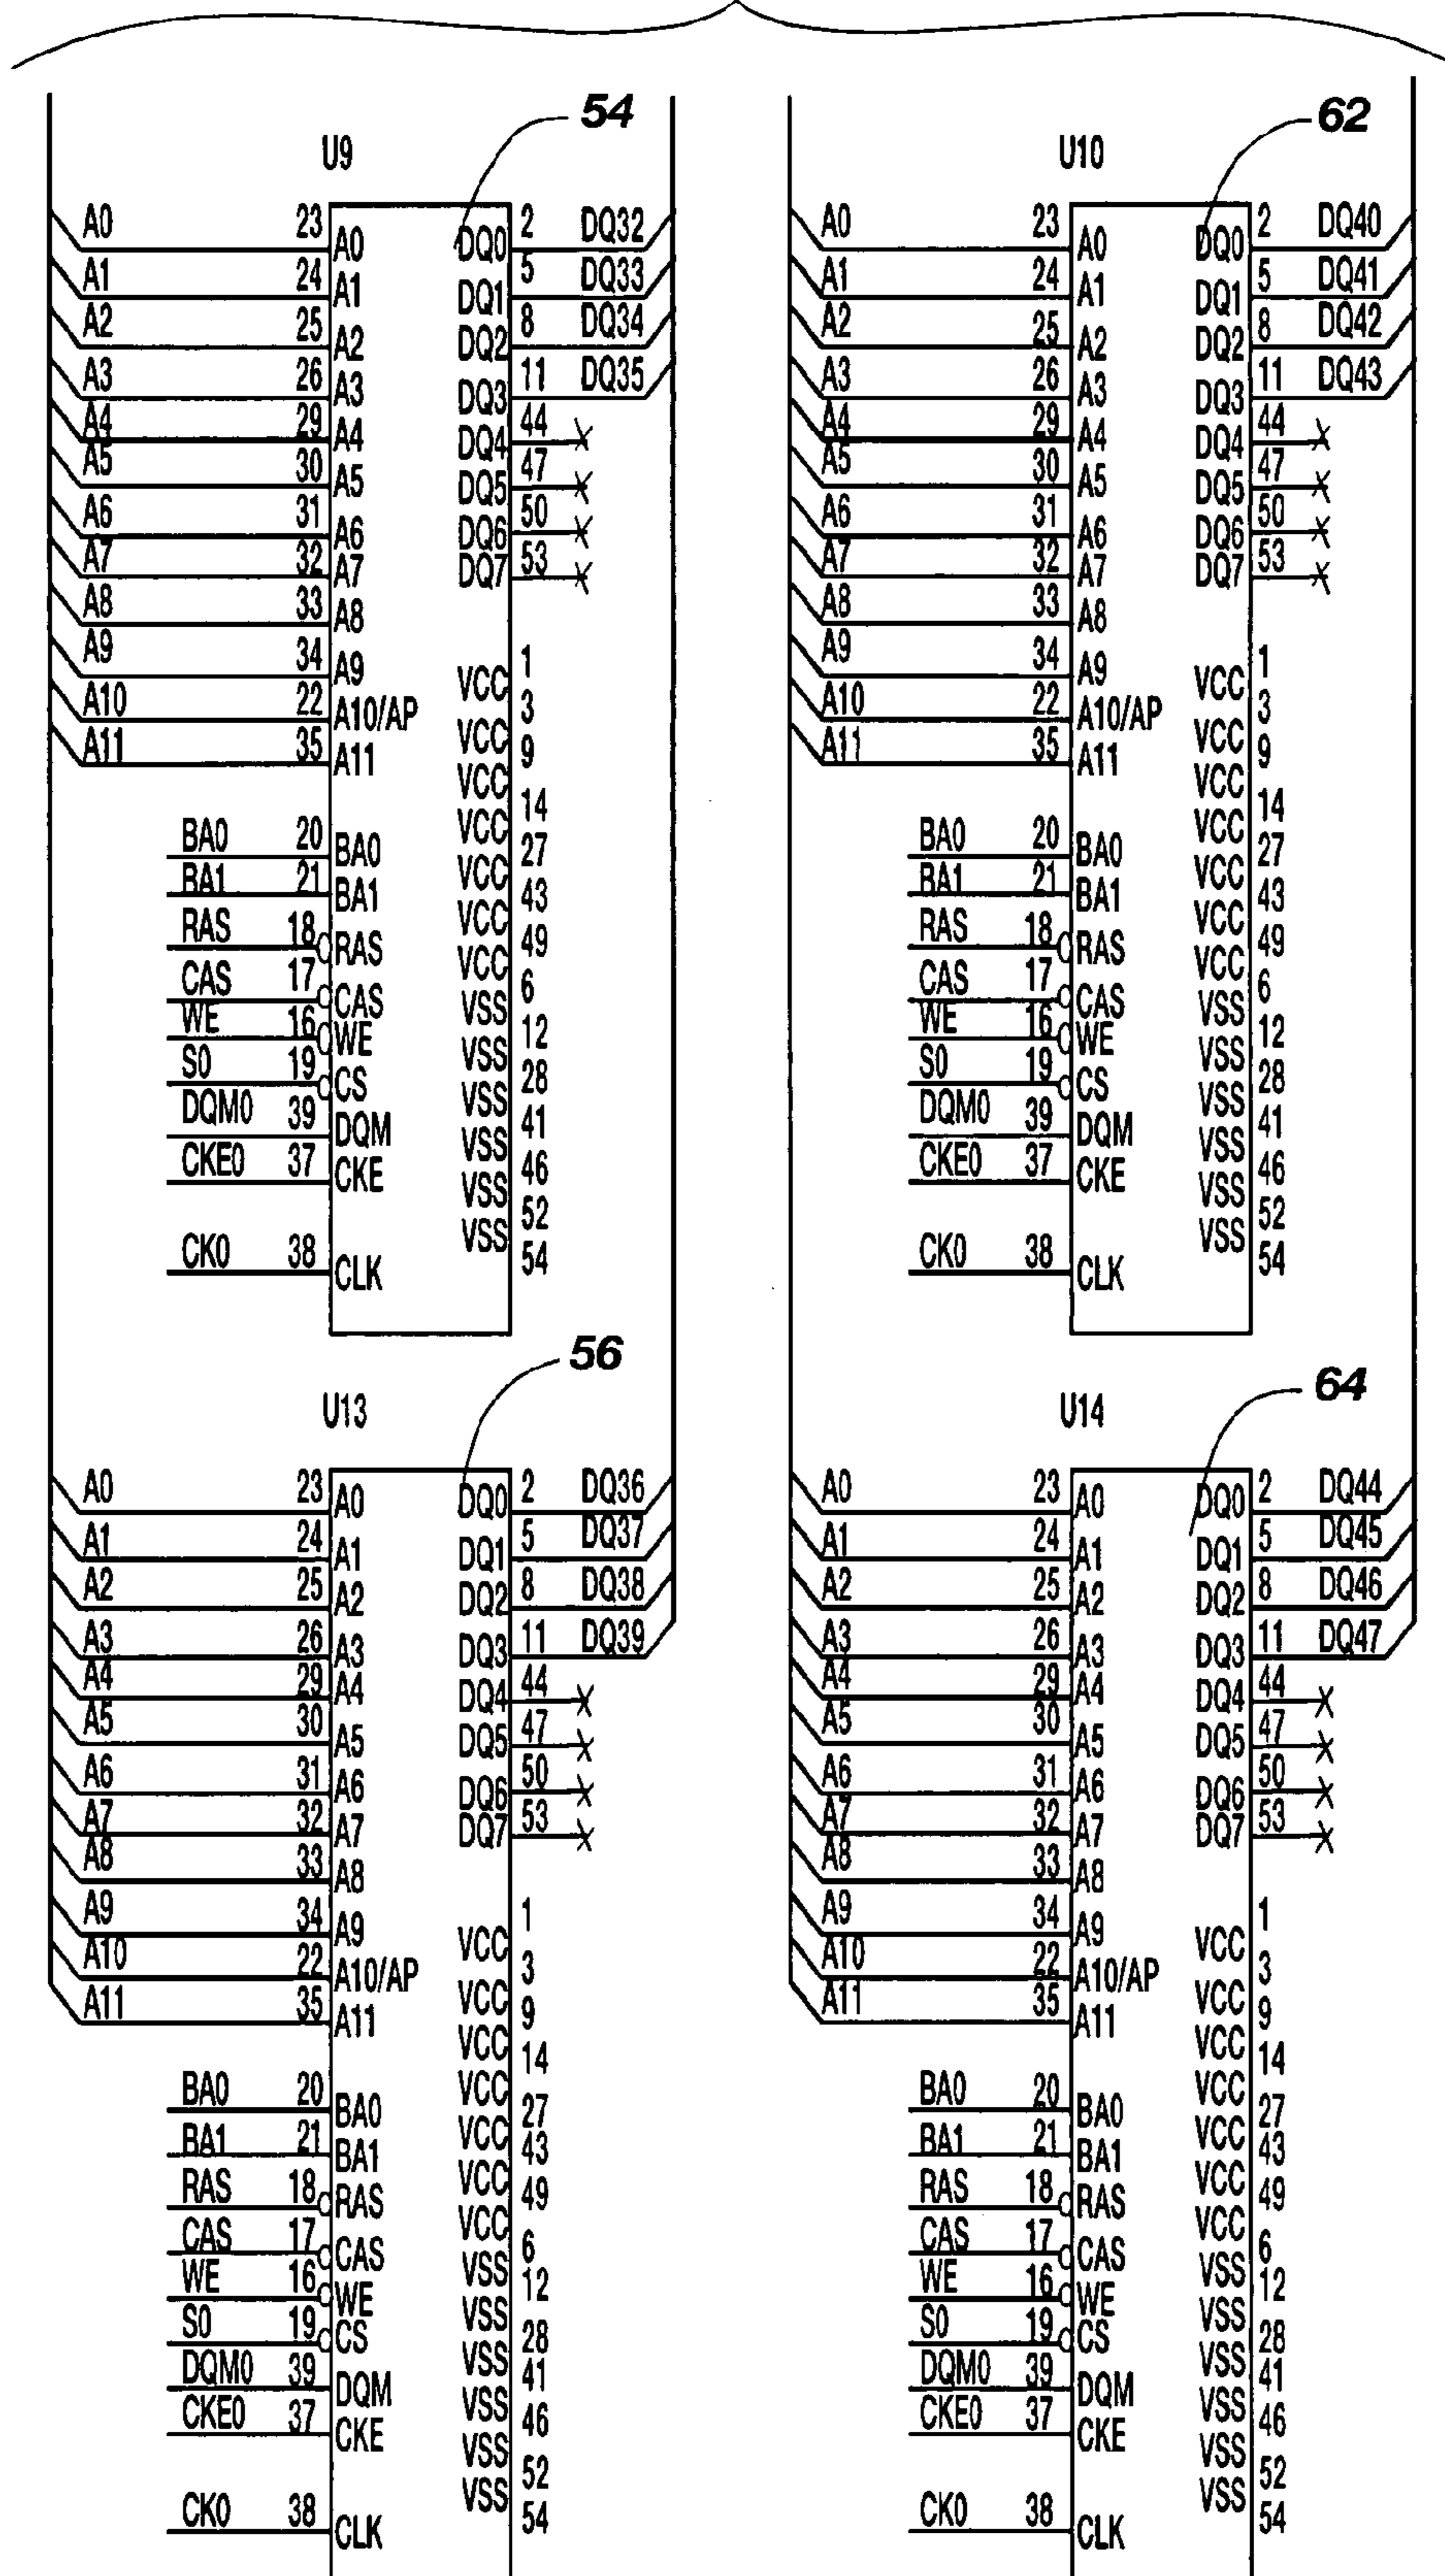 54
62
U9
U10
A0 23 A0 DQ0 2 DQ32
A1 24 A1 DQ1 5 DQ33
A2 25 A2 DQ2 8 DQ34
A3 26 A3 DQ3 11 DQ35
A4 29 A4 DQ4 44
A5 30 A5 DQ5 47
A6 31 A6 DQ6 50
A7 32 A7 DQ7 53
A8 33 A8
A9 34 A9
A10 22 A10/AP
A11 35 A11
BA0 20 BA0
BA1 21 BA1
RAS 18 RAS
CAS 17 CAS
WE 16 WE
S0 19 CS
DQM0 39 DQM
CKE0 37 CKE
CK0 38 CLK
VCC 1
VCC 3
VCC 9
VCC 14
VCC 27
VCC 43
VCC 49
VSS 6
VSS 12
VSS 28
VSS 41
VSS 46
VSS 52
54
A0 23 A0 DQ0 2 DQ40
A1 24 A1 DQ1 5 DQ41
A2 25 A2 DQ2 8 DQ42
A3 26 A3 DQ3 11 DQ43
A4 29 A4 DQ4 44
A5 30 A5 DQ5 47
A6 31 A6 DQ6 50
A7 32 A7 DQ7 53
A8 33 A8
A9 34 A9
A10 22 A10/AP
A11 35 A11
BA0 20 BA0
BA1 21 BA1
RAS 18 RAS
CAS 17 CAS
WE 16 WE
S0 19 CS
DQM0 39 DQM
CKE0 37 CKE
CK0 38 CLK
VCC 1
VCC 3
VCC 9
VCC 14
VCC 27
VCC 43
VCC 49
VSS 6
VSS 12
VSS 28
VSS 41
VSS 46
VSS 52
54
56
64
U13
U14
A0 23 A0 DQ0 2 DQ36
A1 24 A1 DQ1 5 DQ37
A2 25 A2 DQ2 8 DQ38
A3 26 A3 DQ3 11 DQ39
A4 29 A4 DQ4 44
A5 30 A5 DQ5 47
A6 31 A6 DQ6 50
A7 32 A7 DQ7 53
A8 33 A8
A9 34 A9
A10 22 A10/AP
A11 35 A11
BA0 20 BA0
BA1 21 BA1
RAS 18 RAS
CAS 17 CAS
WE 16 WE
S0 19 CS
DQM0 39 DQM
CKE0 37 CKE
CK0 38 CLK
VCC 1
VCC 3
VCC 9
VCC 14
VCC 27
VCC 43
VCC 49
VSS 6
VSS 12
VSS 28
VSS 41
VSS 46
VSS 52
54
A0 23 A0 DQ0 2 DQ44
A1 24 A1 DQ1 5 DQ45
A2 25 A2 DQ2 8 DQ46
A3 26 A3 DQ3 11 DQ47
A4 29 A4 DQ4 44
A5 30 A5 DQ5 47
A6 31 A6 DQ6 50
A7 32 A7 DQ7 53
A8 33 A8
A9 34 A9
A10 22 A10/AP
A11 35 A11
BA0 20 BA0
BA1 21 BA1
RAS 18 RAS
CAS 17 CAS
WE 16 WE
S0 19 CS
DQM0 39 DQM
CKE0 37 CKE
CK0 38 CLK
VCC 1
VCC 3
VCC 9
VCC 14
VCC 27
VCC 43
VCC 49
VSS 6
VSS 12
VSS 28
VSS 41
VSS 46
VSS 52
54